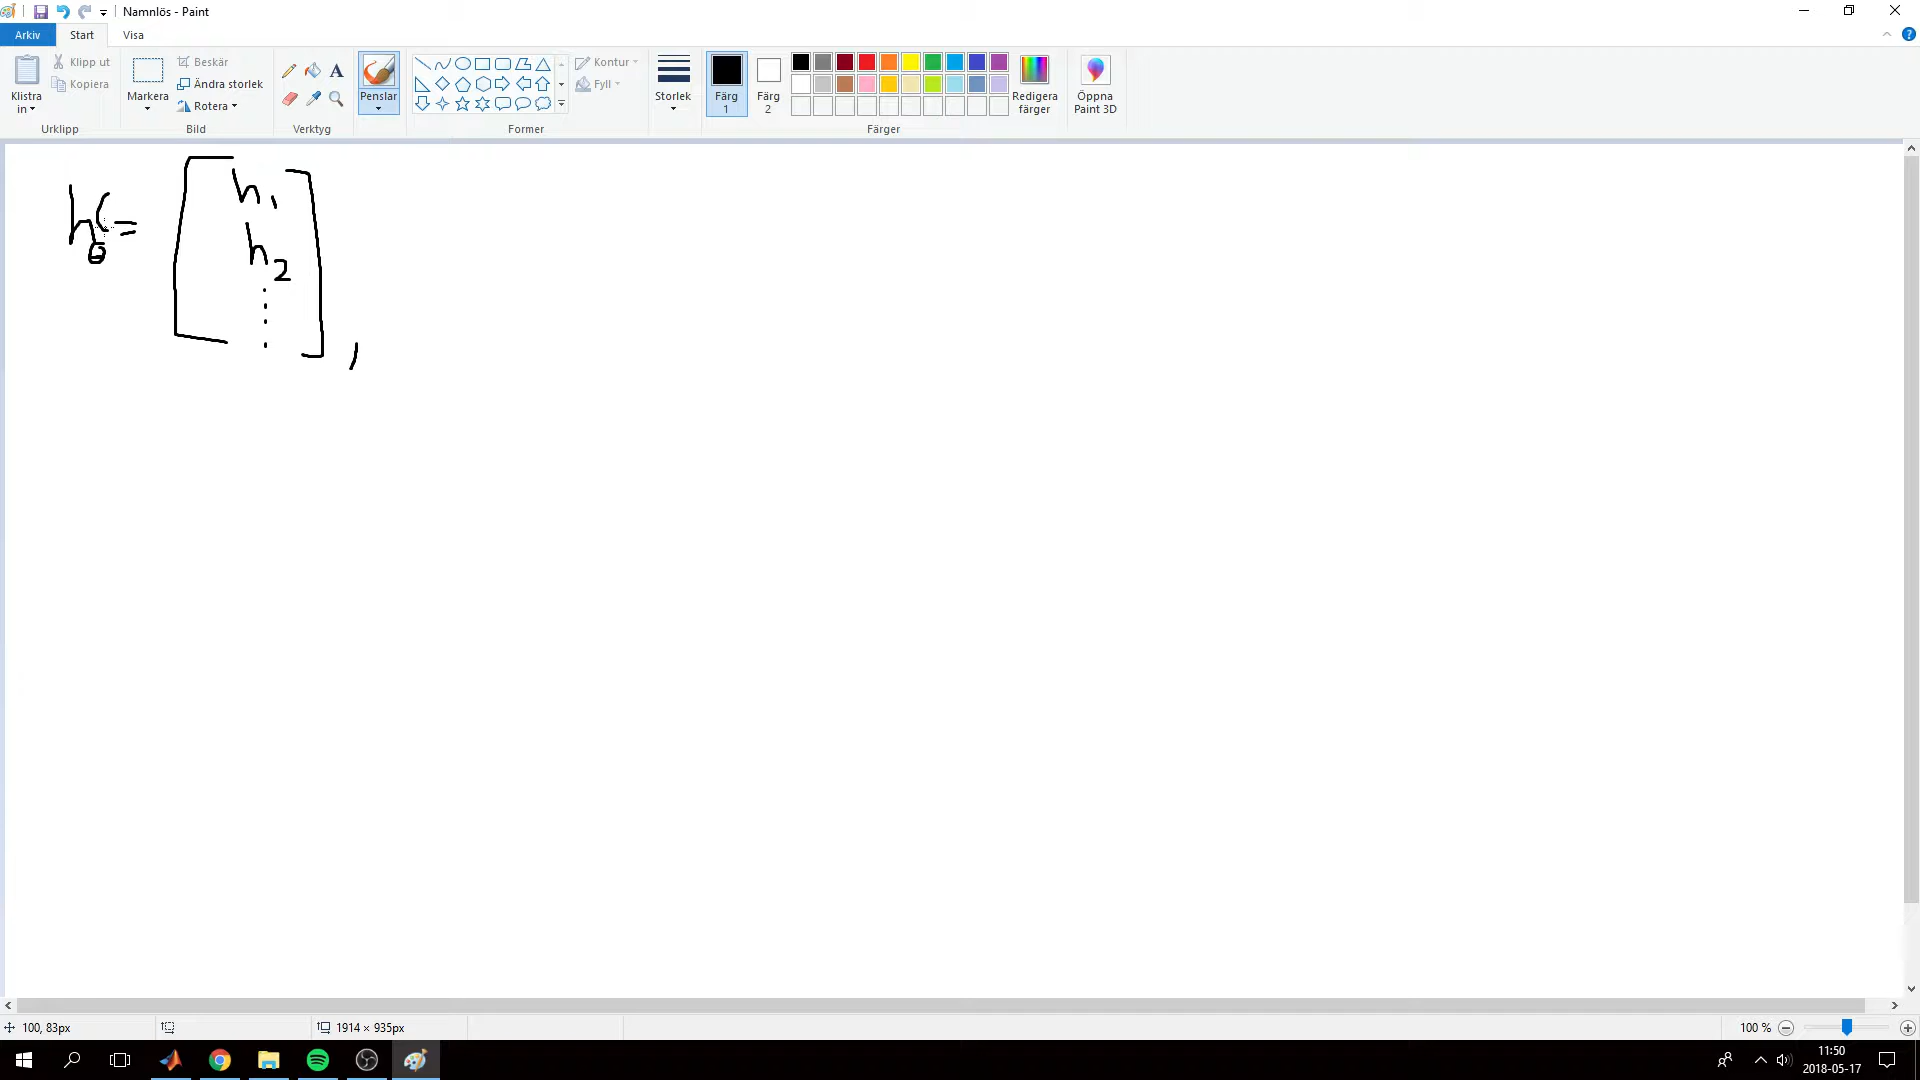 Namnlös - Paint
Arkiv Start Visa
Klistra in
Klipp ut
Kopiera
Urklipp
Markera
Beskär
Ändra storlek
Rotera
Bild
A
Verktyg
Penslar
Kontur
Fyll
Former
Storlek
Färg 1
Färg 2
Redigera färger
Färger
Öppna Paint 3D
hθ( = [h1
h2
⋮ ],
100, 83px
1914 × 935px
100 %
11:50
2018-05-17